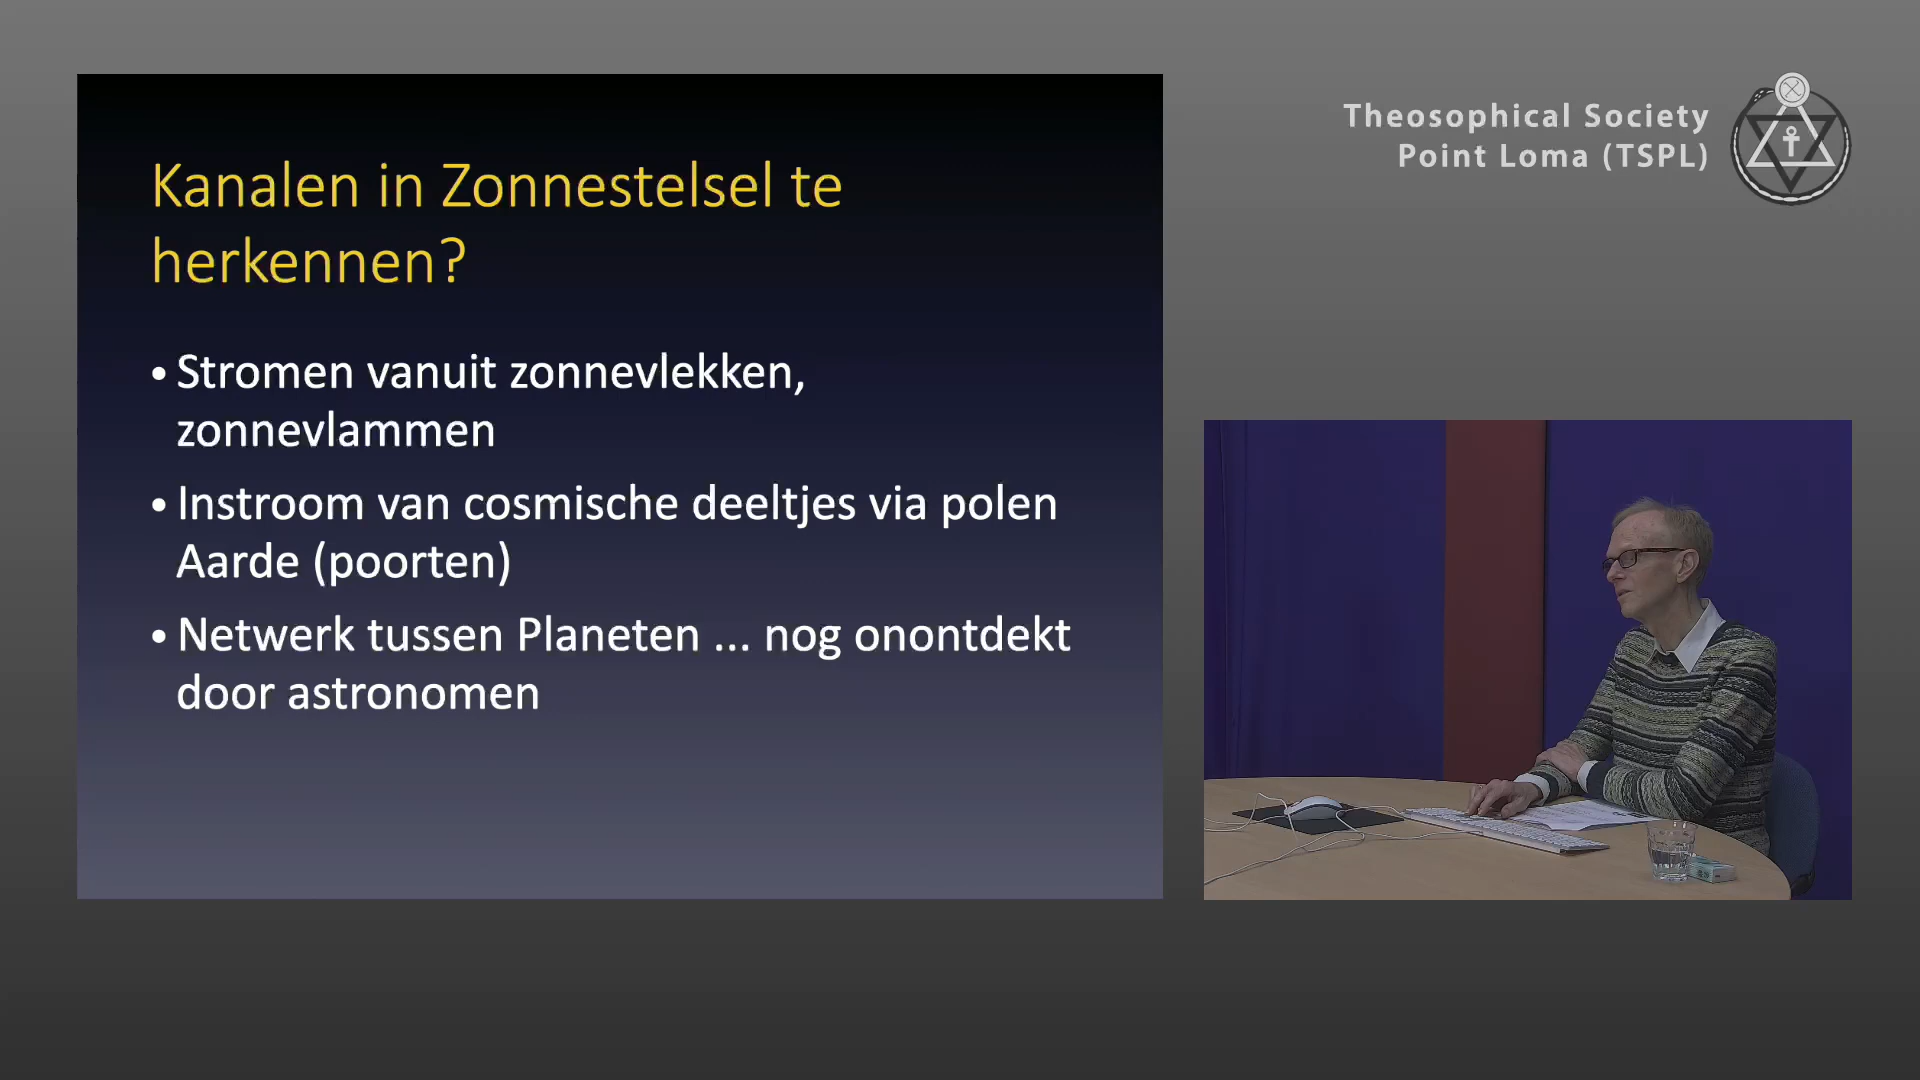 Kanalen in Zonnestelsel te
herkennen?
• Stromen vanuit zonnevlekken,
zonnevlammen
• Instroom van cosmische deeltjes via polen
Aarde (poorten)
• Netwerk tussen Planeten ... nog onontdekt
door astronomen
Theosophical Society
Point Loma (TSPL)